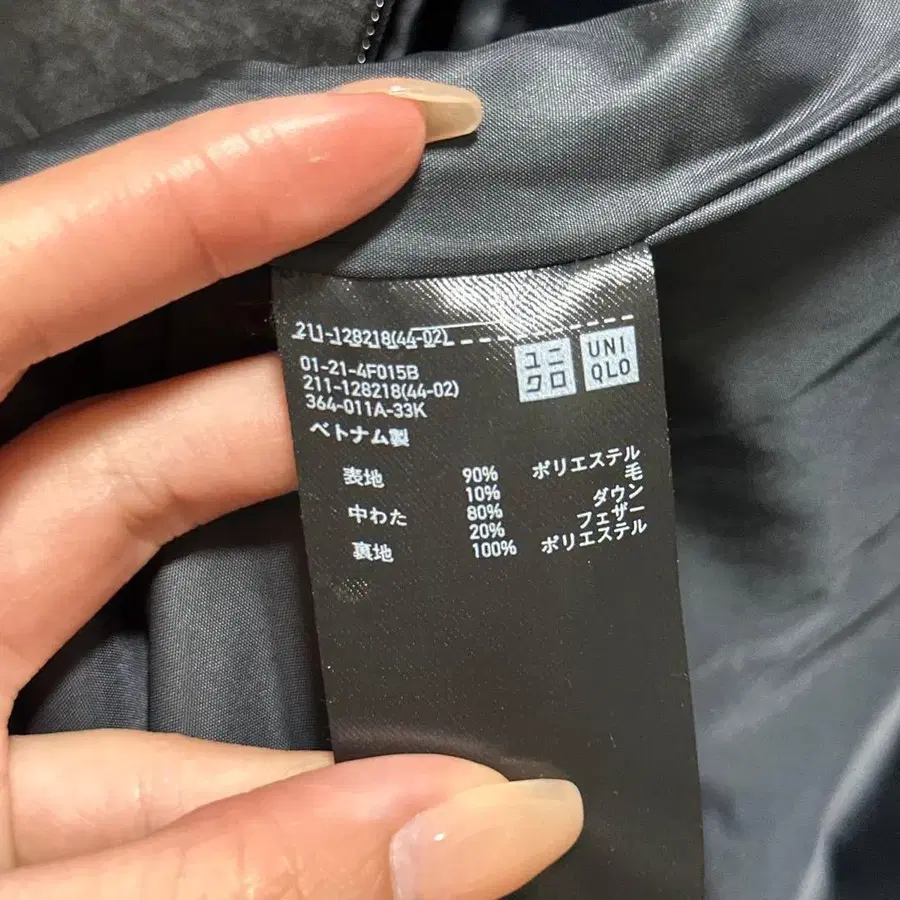 211-128218(44-02)
ユニ
クロ
UNI
QLO
01-21-4F015B
211-128218(44-02)
364-011A-33K
ベトナム製
表地 90% ポリエステル
10% 毛
中わた 80% ダウン
20% フェザー
裏地 100% ポリエステル